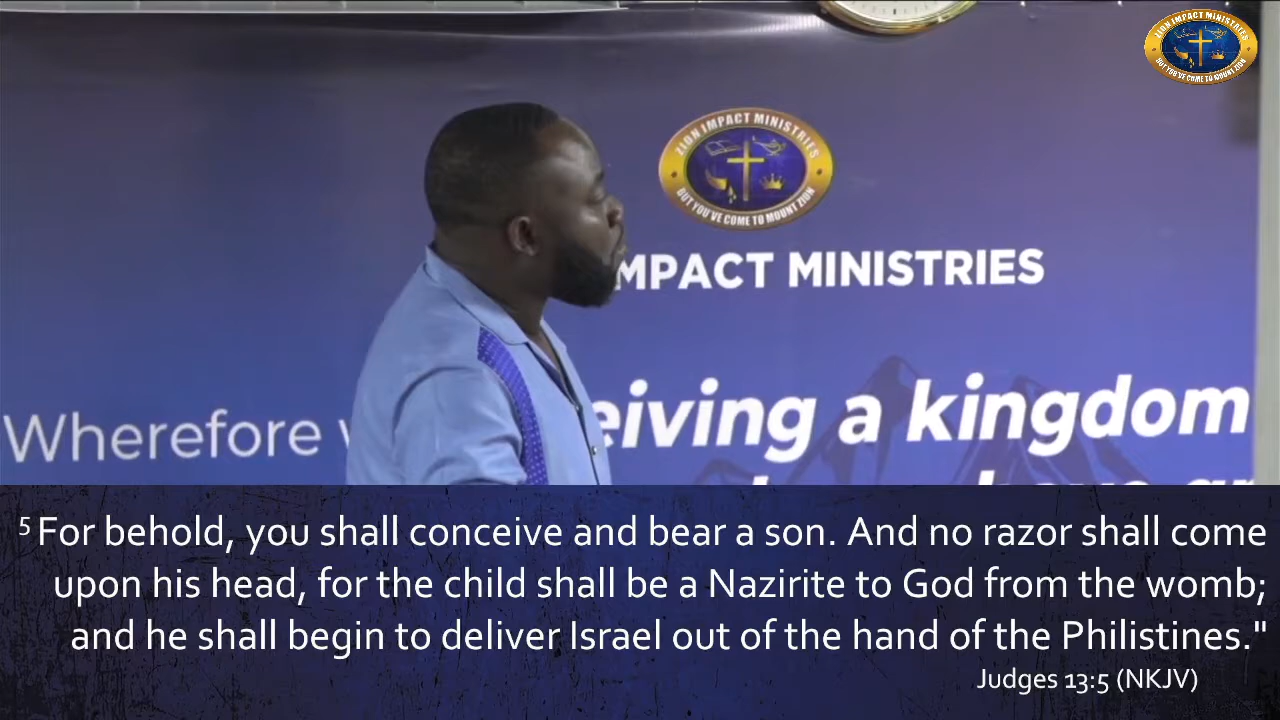 ZION IMPACT MINISTRIES
BUT YOU'VE COME TO MOUNT ZION
ZION IMPACT MINISTRIES
BUT YOU'VE COME TO MOUNT ZION
MPACT MINISTRIES
Wherefore eiving a kingdom
5 For behold, you shall conceive and bear a son. And no razor shall come
upon his head, for the child shall be a Nazirite to God from the womb;
and he shall begin to deliver Israel out of the hand of the Philistines."
Judges 13:5 (NKJV)